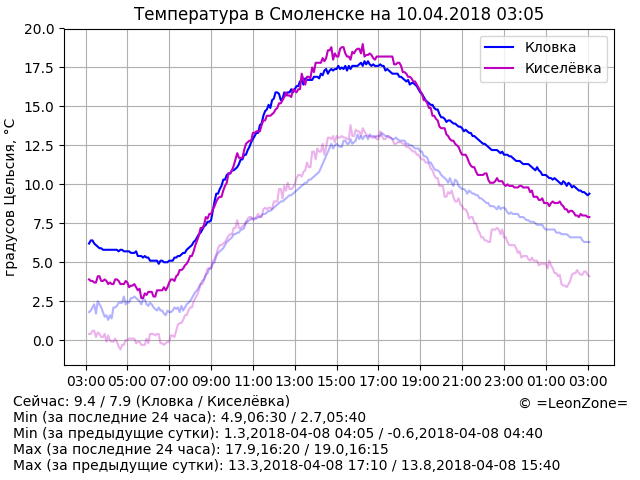 Температура в Смоленске на 10.04.2018 03:05
градусов Цельсия, °C
20.0
17.5
15.0
12.5
10.0
7.5
5.0
2.5
0.0
Кловка
Киселёвка
03:00 05:00 07:00 09:00 11:00 13:00 15:00 17:00 19:00 21:00 23:00 01:00 03:00
Сейчас: 9.4 / 7.9 (Кловка / Киселёвка)
© =LeonZone=
Min (за последние 24 часа): 4.9,06:30 / 2.7,05:40
Min (за предыдущие сутки): 1.3,2018-04-08 04:05 / -0.6,2018-04-08 04:40
Max (за последние 24 часа): 17.9,16:20 / 19.0,16:15
Max (за предыдущие сутки): 13.3,2018-04-08 17:10 / 13.8,2018-04-08 15:40